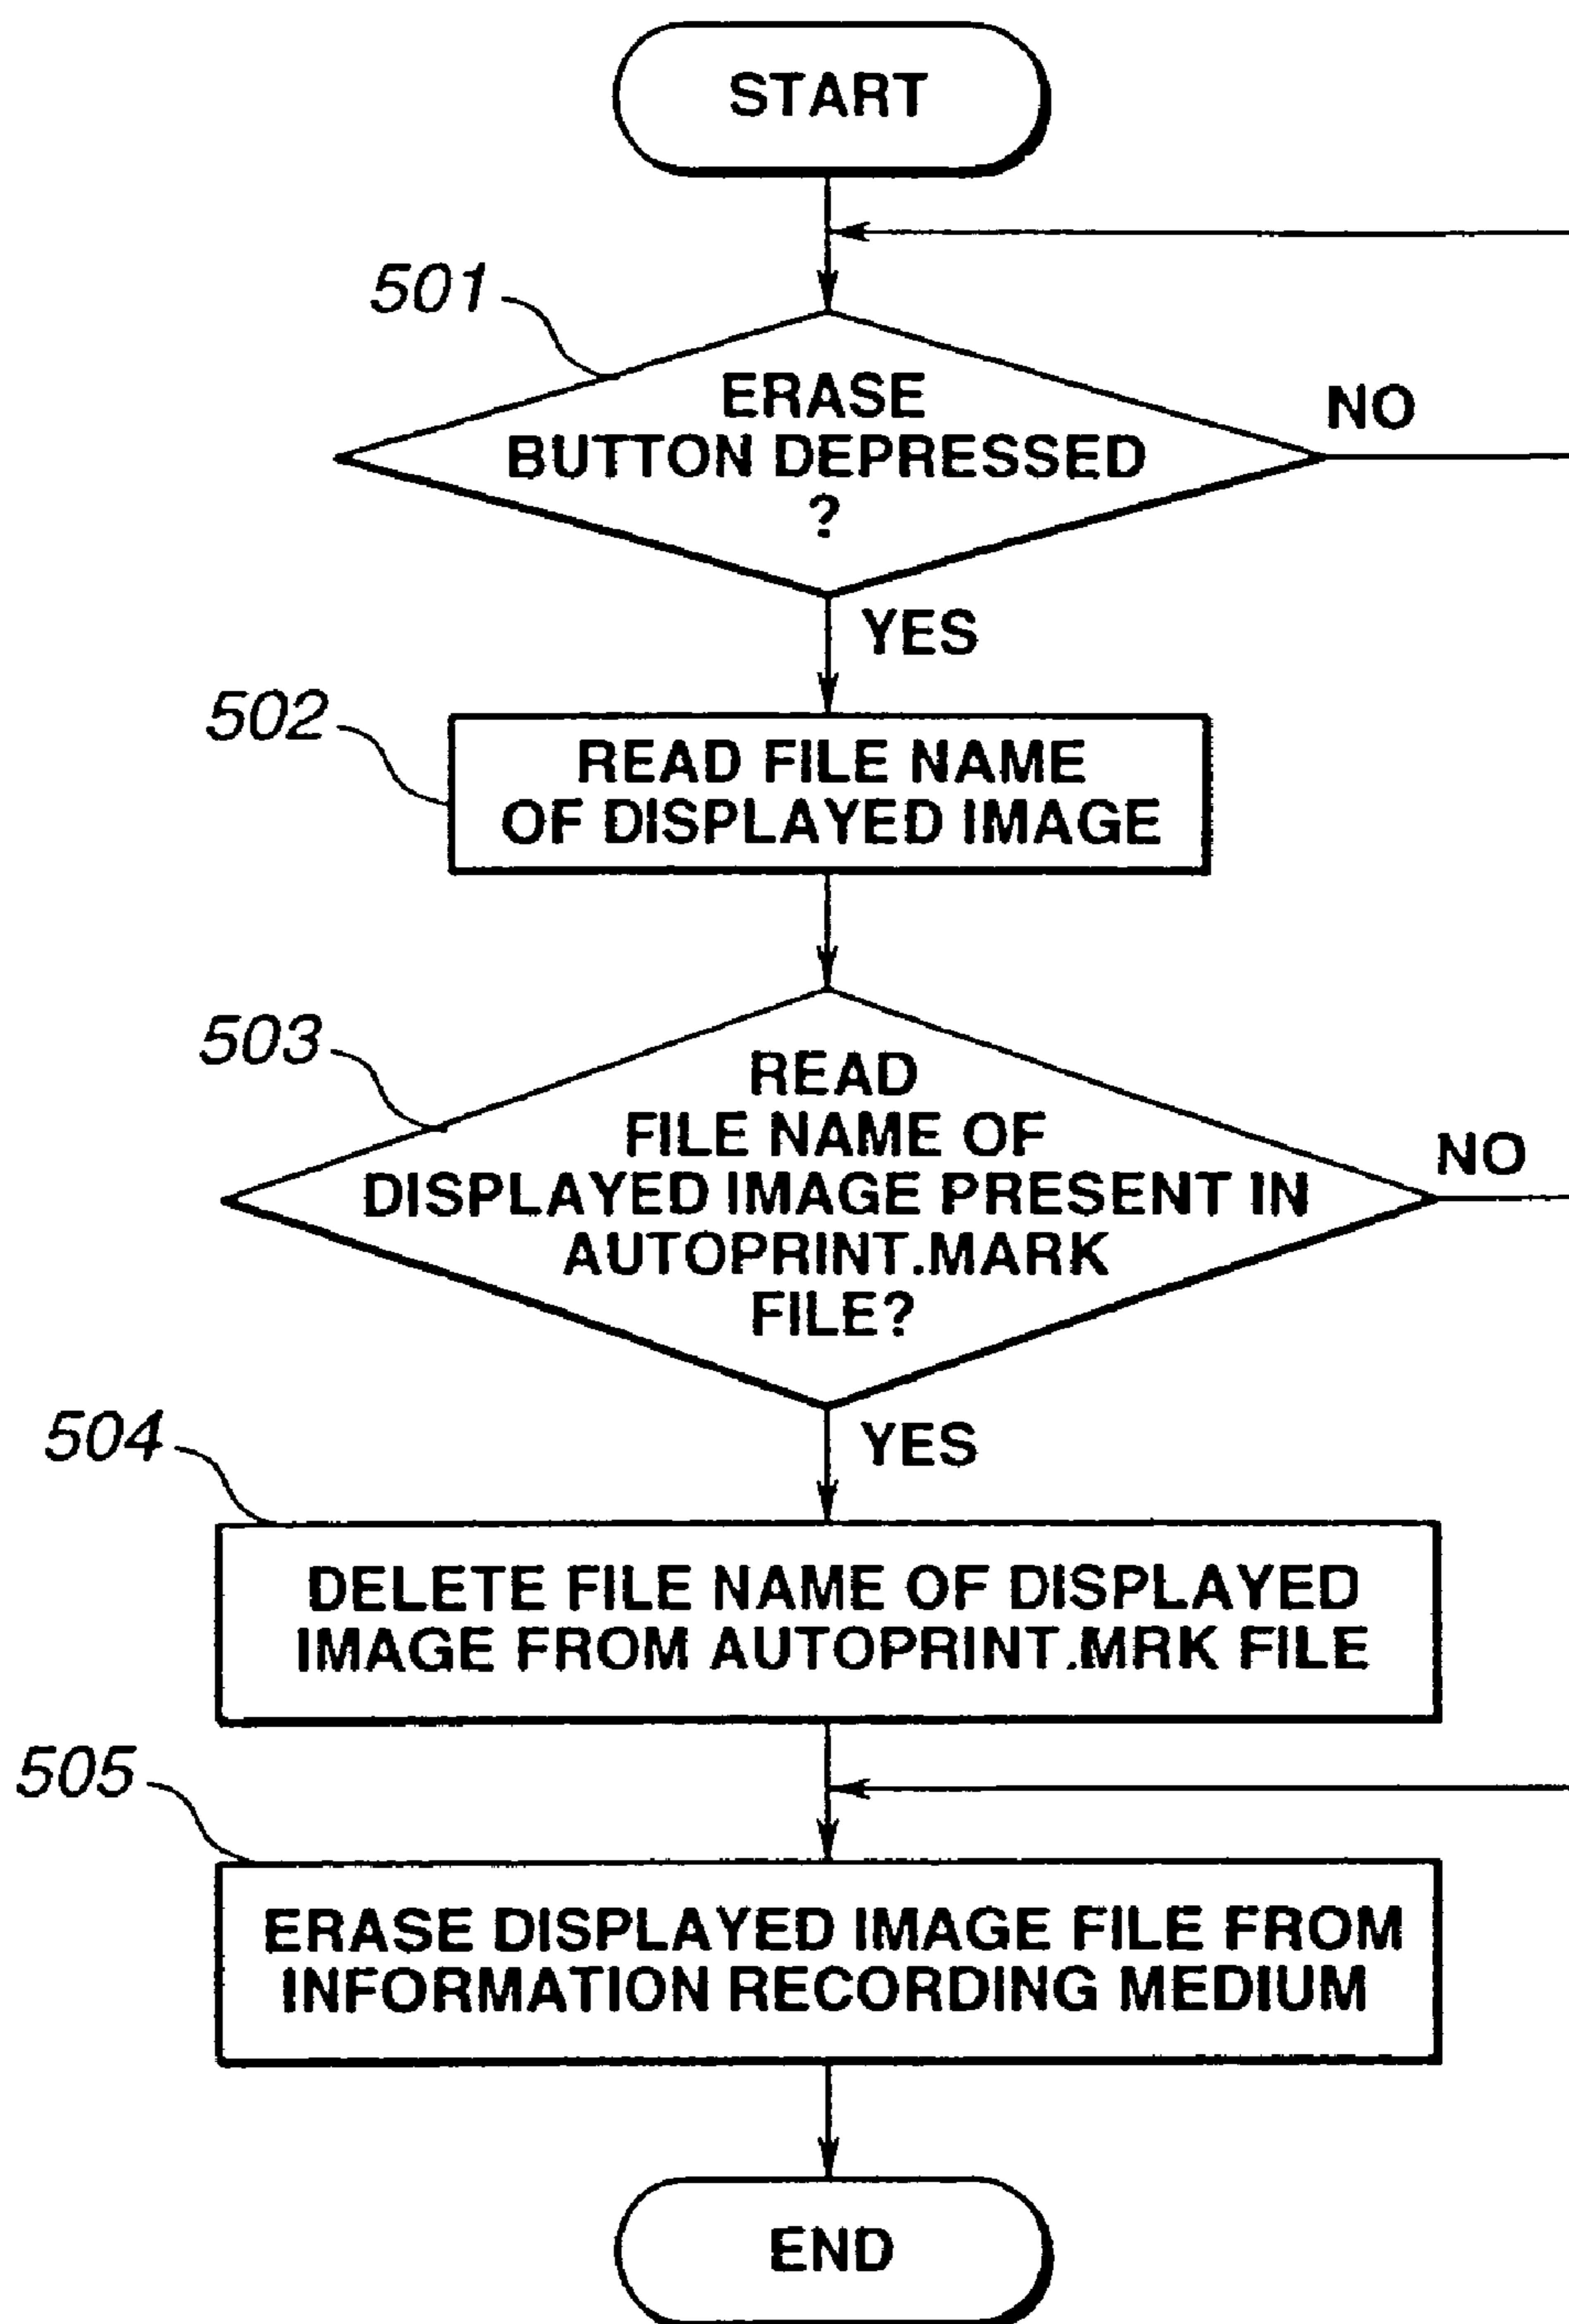 START
501
ERASE
BUTTON DEPRESSED
?
NO
YES
502
READ FILE NAME
OF DISPLAYED IMAGE
503
READ
FILE NAME OF
DISPLAYED IMAGE PRESENT IN
AUTOPRINT.MARK
FILE?
NO
YES
504
DELETE FILE NAME OF DISPLAYED
IMAGE FROM AUTOPRINT.MRK FILE
505
ERASE DISPLAYED IMAGE FILE FROM
INFORMATION RECORDING MEDIUM
END